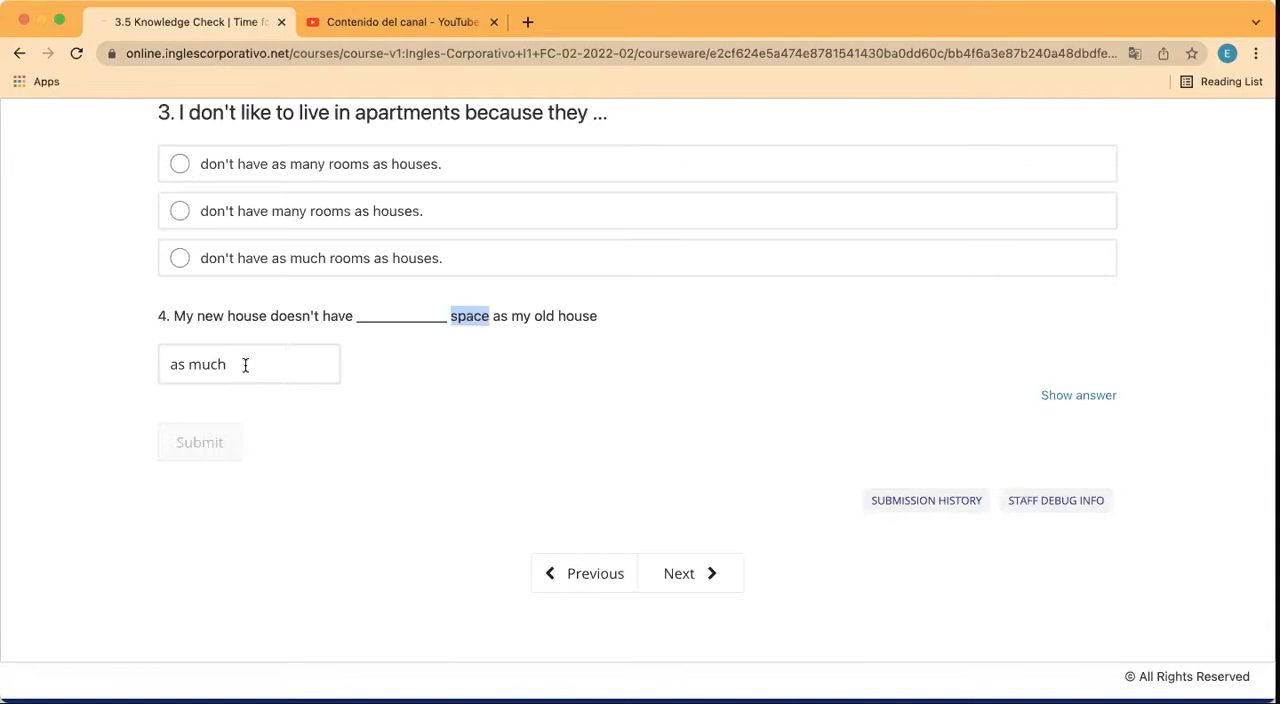 3.5 Knowledge Check | Time fo
Contenido del canal - YouTube
online.inglescorporativo.net/courses/course-v1:Ingles-Corporativo+I1+FC-02-2022-02/courseware/e2cf624e5a474e8781541430ba0dd60c/bb4f6a3e87b240a48dbdfe...
E
Apps
Reading List
3. I don't like to live in apartments because they ...
don't have as many rooms as houses.
don't have many rooms as houses.
don't have as much rooms as houses.
4. My new house doesn't have ____________ space as my old house
as much
Show answer
Submit
SUBMISSION HISTORY
STAFF DEBUG INFO
Previous
Next
© All Rights Reserved